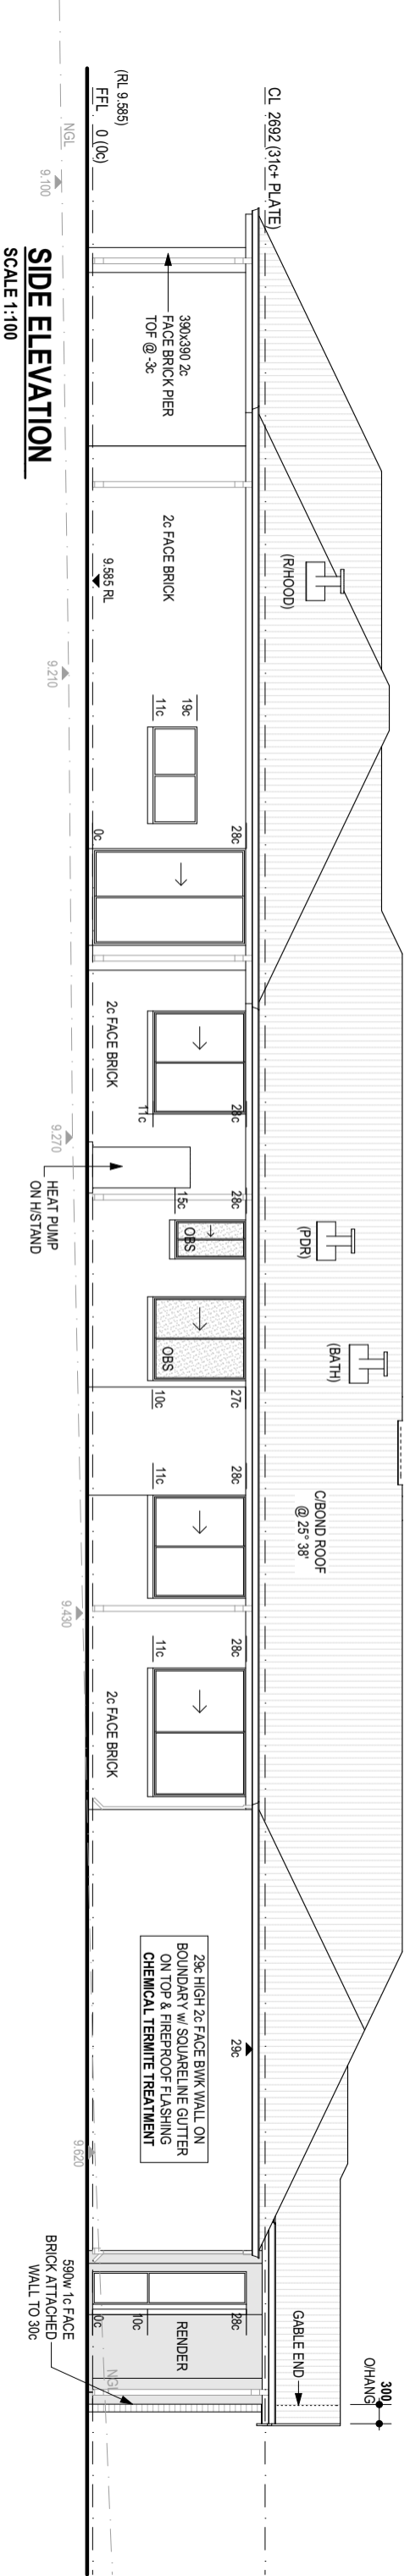 CL 2692 (31c+ PLATE)
(RL 9.585)
FFL 0 (0c)
NGL
9.100
SIDE ELEVATION
SCALE 1:100
390x390 2c
FACE BRICK PIER
TOF @ -3c
2c FACE BRICK
9.585 RL
9.210
(R/HOOD)
19c
11c
28c
0c
2c FACE BRICK
28c
11c
9.270
HEAT PUMP
ON H/STAND
28c
15c
OBS
(PDR)
(BATH)
OBS
27c
10c
C/BOND ROOF
@ 25° 38'
28c
11c
9.430
28c
11c
2c FACE BRICK
29c
29c HIGH 2c FACE BWK WALL ON
BOUNDARY w/ SQUARELINE GUTTER
ON TOP & FIREPROOF FLASHING
CHEMICAL TERMITE TREATMENT
9.620
590w 1c FACE
BRICK ATTACHED
WALL TO 30c
28c
10c
0c
RENDER
NGL
GABLE END
300
O/HANG